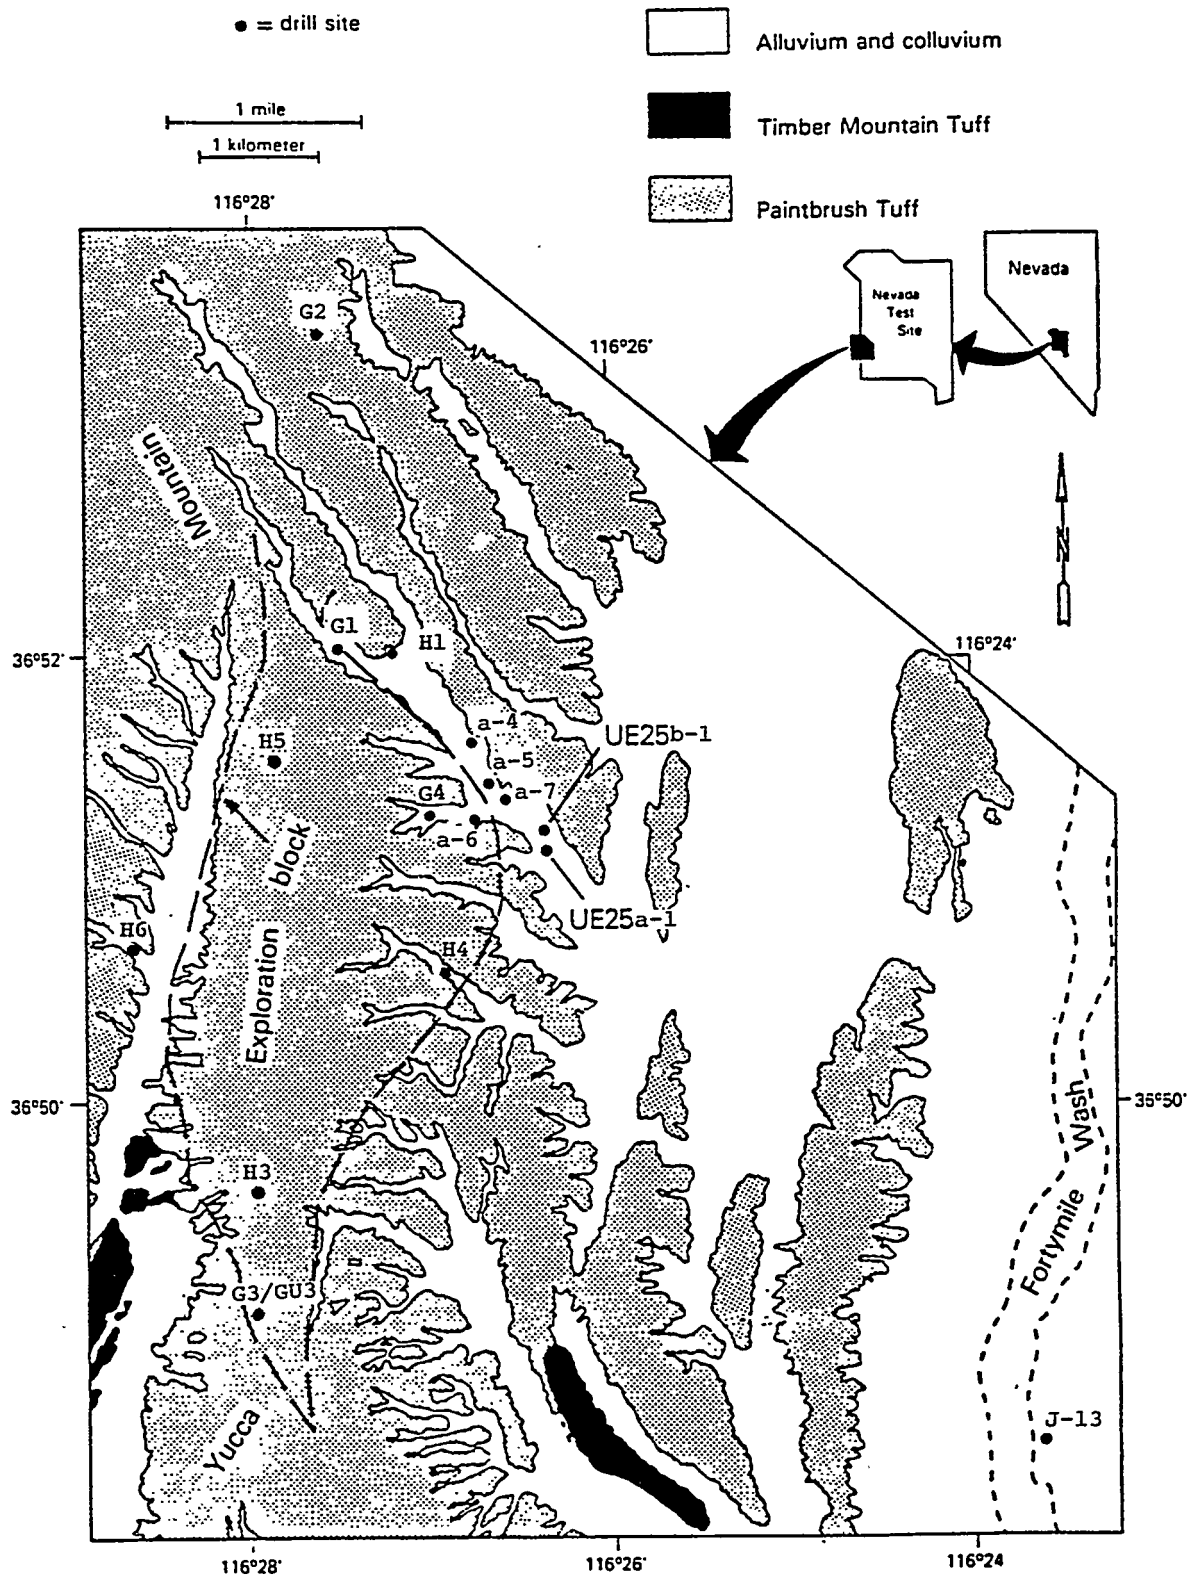 ● = drill site
Alluvium and colluvium
1 mile
Timber Mountain Tuff
1 kilometer
116°28'
Paintbrush Tuff
Nevada
Nevada
Test
Site
G2
116°26'
Mountain
N
G1
H1
36°52'
116°24'
a-4
UE25b-1
H5
a-5
G4
a-7
a-6
block
UE25a-1
H6
H4
Exploration
36°50'
35°50'
Wash
H3
Fortymile
G3/GU3
J-13
Yucca
116°28'
116°26'
116°24'